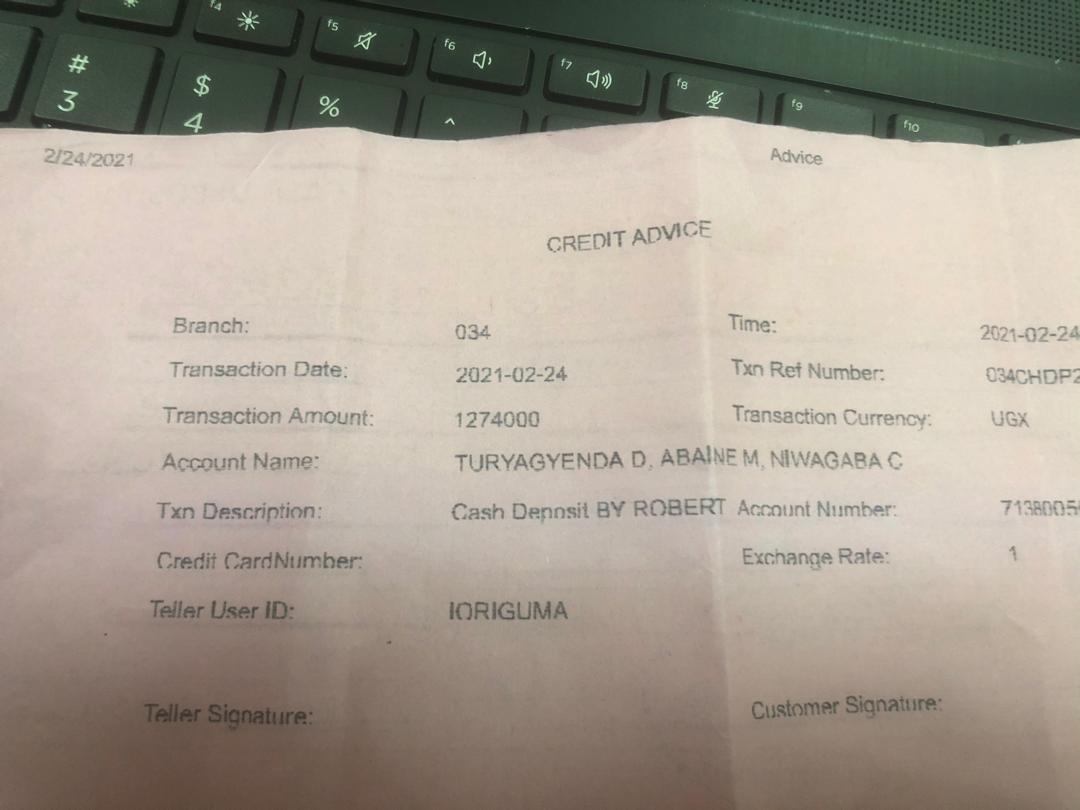 f4
f5
f6
f7
f8
f9
f10
#
3
$
4
%
^
2/24/2021 Advice
CREDIT ADVICE
Branch: 034 Time: 2021-02-24
Transaction Date: 2021-02-24 Txn Ref Number: 034CHDP2
Transaction Amount: 1274000 Transaction Currency: UGX
Account Name: TURYAGYENDA D, ABAINE M, NIWAGABA C
Txn Description: Cash Deposit BY ROBERT Account Number: 7138005
Credit CardNumber: Exchange Rate: 1
Teller User ID: IORIGUMA
Teller Signature: Customer Signature: